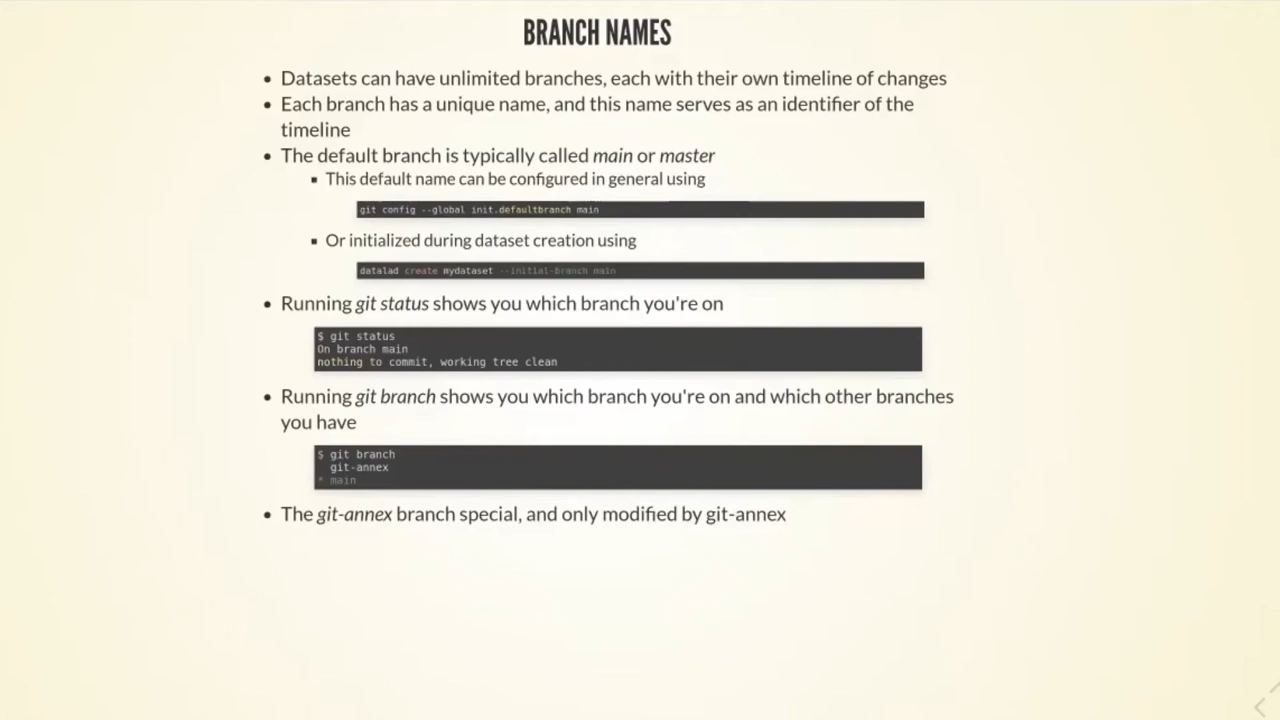 BRANCH NAMES
• Datasets can have unlimited branches, each with their own timeline of changes
• Each branch has a unique name, and this name serves as an identifier of the
timeline
• The default branch is typically called main or master
▪ This default name can be configured in general using
git config --global init.defaultbranch main
▪ Or initialized during dataset creation using
datalad create mydataset --initial-branch main
• Running git status shows you which branch you're on
$ git status
On branch main
nothing to commit, working tree clean
• Running git branch shows you which branch you're on and which other branches
you have
$ git branch
git-annex
* main
• The git-annex branch special, and only modified by git-annex